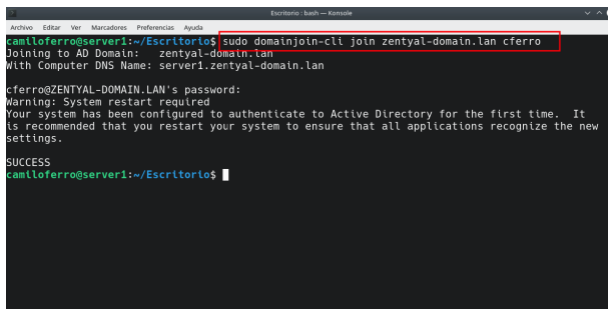 Escritorio : bash — Konsole
Archivo Editar Ver Marcadores Preferencias Ayuda
camiloferro@server1:~/Escritorio$ sudo domainjoin-cli join zentyal-domain.lan cferro
Joining to AD Domain:   zentyal-domain.lan
With Computer DNS Name: server1.zentyal-domain.lan
cferro@ZENTYAL-DOMAIN.LAN's password:
Warning: System restart required
Your system has been configured to authenticate to Active Directory for the first time.  It
is recommended that you restart your system to ensure that all applications recognize the new
settings.
SUCCESS
camiloferro@server1:~/Escritorio$